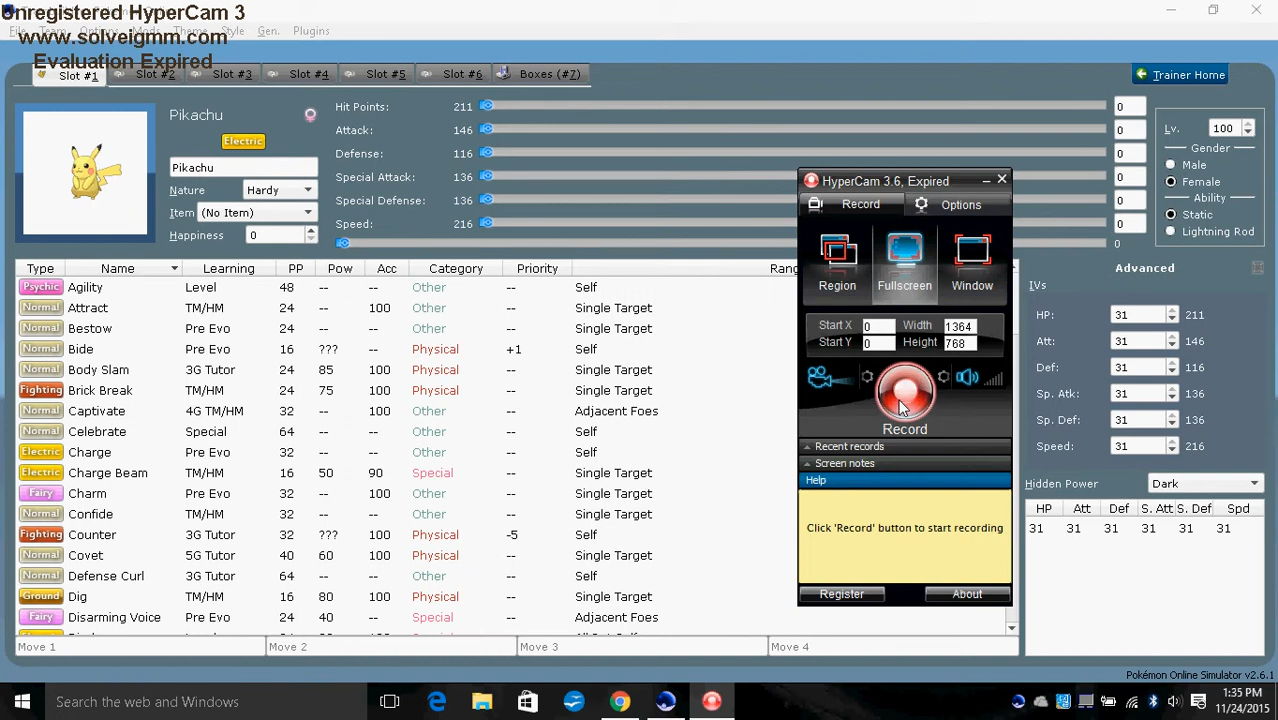 Unregistered HyperCam 3
www.solveigmm.com
Evaluation Expired
File Team Options Mods Theme Style Gen. Plugins
Slot #1 Slot #2 Slot #3 Slot #4 Slot #5 Slot #6 Boxes (#7) Trainer Home
Pikachu
Electric
Pikachu
Nature Hardy
Item (No Item)
Happiness 0
Hit Points: 211 0
Attack: 146 0
Defense: 116 0
Special Attack: 136 0
Special Defense: 136 0
Speed: 216 0
0
Lv. 100
Gender
Male
Female
Ability
Static
Lightning Rod
Type Name Learning PP Pow Acc Category Priority
Psychic Agility Level 48 -- -- Other -- Self
Normal Attract TM/HM 24 -- 100 Other -- Single Target
Normal Bestow Pre Evo 24 -- -- Other -- Single Target
Normal Bide Pre Evo 16 ??? -- Physical +1 Self
Normal Body Slam 3G Tutor 24 85 100 Physical -- Single Target
Fighting Brick Break TM/HM 24 75 100 Physical -- Single Target
Normal Captivate 4G TM/HM 32 -- 100 Other -- Adjacent Foes
Normal Celebrate Special 64 -- -- Other -- Self
Electric Charge Pre Evo 32 -- -- Other -- Self
Electric Charge Beam TM/HM 16 50 90 Special -- Single Target
Fairy Charm Pre Evo 32 -- 100 Other -- Single Target
Normal Confide TM/HM 32 -- -- Other -- Single Target
Fighting Counter 3G Tutor 32 ??? 100 Physical -5 Self
Normal Covet 5G Tutor 40 60 100 Physical -- Single Target
Normal Defense Curl 3G Tutor 64 -- -- Other -- Self
Ground Dig TM/HM 16 80 100 Physical -- Single Target
Fairy Disarming Voice Pre Evo 24 40 -- Special -- Adjacent Foes
Move 1 Move 2 Move 3 Move 4
HyperCam 3.6, Expired
Record Options
Region Fullscreen Window
Start X 0 Width 1364
Start Y 0 Height 768
Record
Recent records
Screen notes
Help
Click 'Record' button to start recording
Register About
Advanced
IVs
HP: 31 211
Att: 31 146
Def: 31 116
Sp. Atk: 31 136
Sp. Def: 31 136
Speed: 31 216
Hidden Power Dark
HP Att Def S. Att S. Def Spd
31 31 31 31 31 31
Pokémon Online Simulator v2.6.1
Search the web and Windows
1:35 PM
11/24/2015